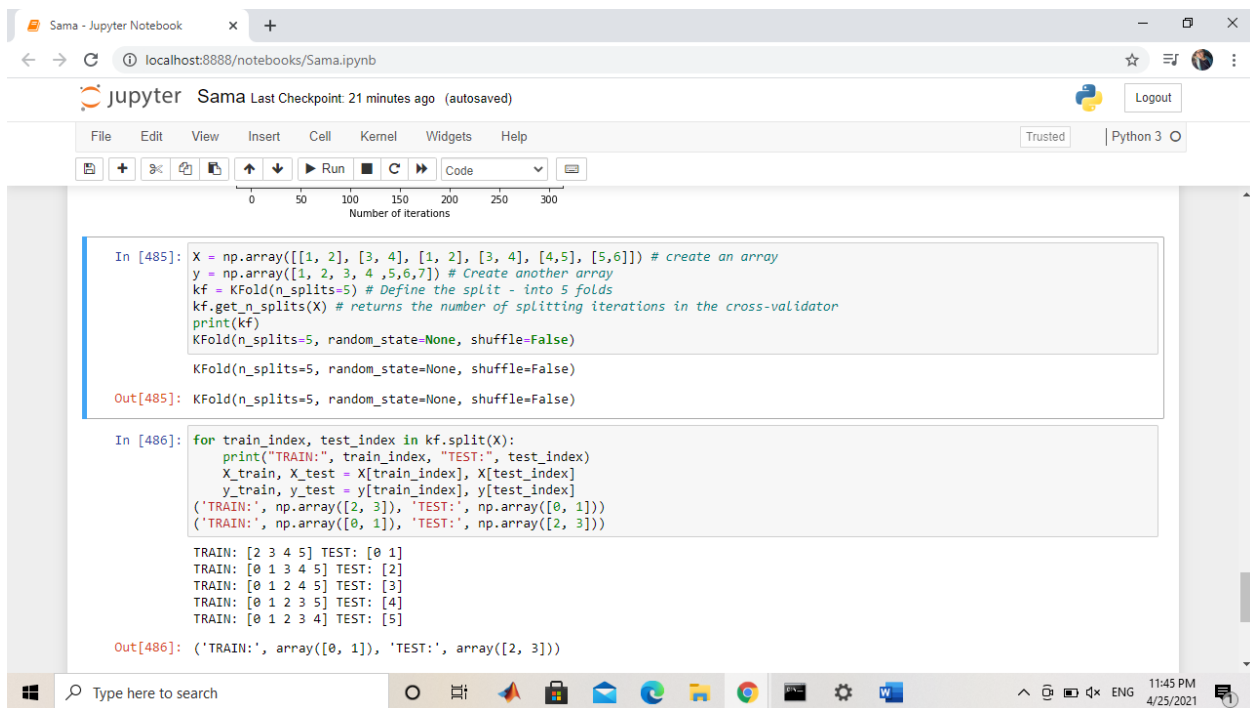 Sama - Jupyter Notebook
localhost:8888/notebooks/Sama.ipynb
jupyter Sama Last Checkpoint: 21 minutes ago (autosaved)
Logout
File Edit View Insert Cell Kernel Widgets Help
Trusted Python 3
Run Code
0 50 100 150 200 250 300
Number of iterations
In [485]: X = np.array([[1, 2], [3, 4], [1, 2], [3, 4], [4,5], [5,6]]) # create an array
y = np.array([1, 2, 3, 4 ,5,6,7]) # Create another array
kf = KFold(n_splits=5) # Define the split - into 5 folds
kf.get_n_splits(X) # returns the number of splitting iterations in the cross-validator
print(kf)
KFold(n_splits=5, random_state=None, shuffle=False)
KFold(n_splits=5, random_state=None, shuffle=False)
Out[485]: KFold(n_splits=5, random_state=None, shuffle=False)
In [486]: for train_index, test_index in kf.split(X):
print("TRAIN:", train_index, "TEST:", test_index)
X_train, X_test = X[train_index], X[test_index]
y_train, y_test = y[train_index], y[test_index]
('TRAIN:', np.array([2, 3]), 'TEST:', np.array([0, 1]))
('TRAIN:', np.array([0, 1]), 'TEST:', np.array([2, 3]))
TRAIN: [2 3 4 5] TEST: [0 1]
TRAIN: [0 1 3 4 5] TEST: [2]
TRAIN: [0 1 2 4 5] TEST: [3]
TRAIN: [0 1 2 3 5] TEST: [4]
TRAIN: [0 1 2 3 4] TEST: [5]
Out[486]: ('TRAIN:', array([0, 1]), 'TEST:', array([2, 3]))
Type here to search
ENG
11:45 PM
4/25/2021
1